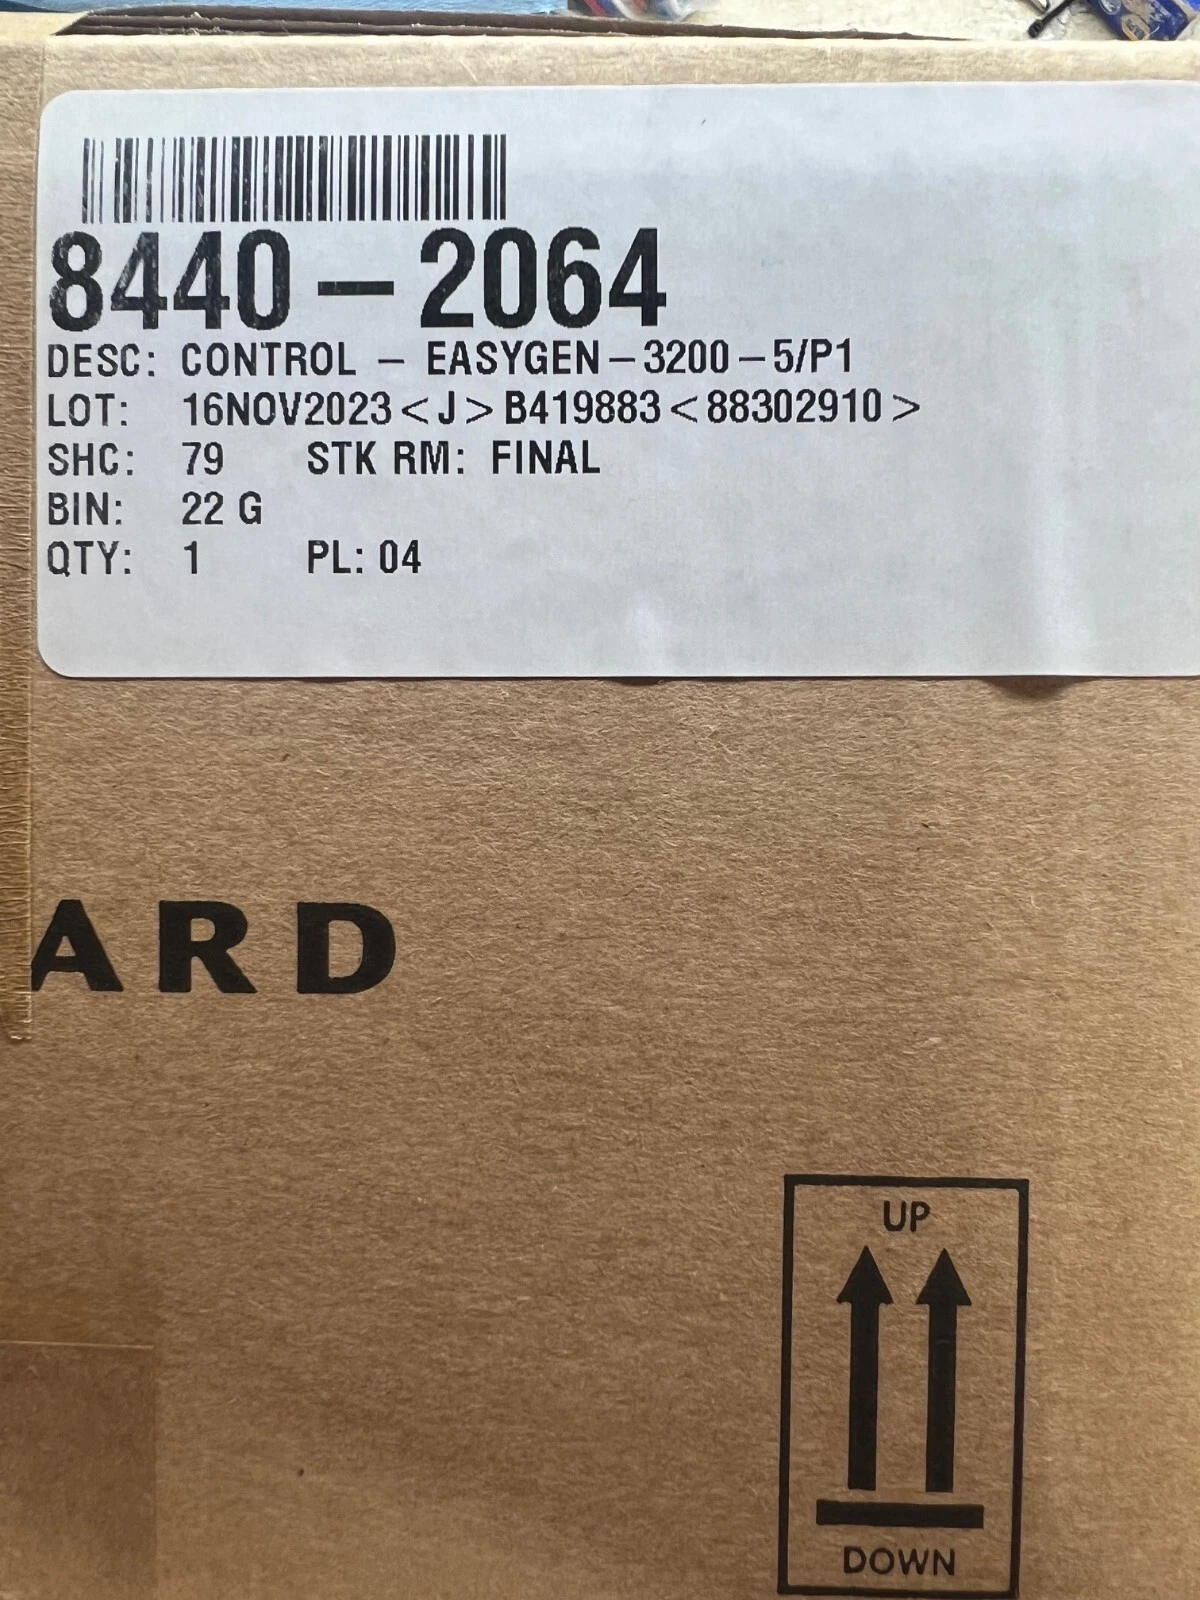 8440-2064
DESC: CONTROL - EASYGEN-3200-5/P1
LOT: 16NOV2023<J>B419883<88302910>
SHC: 79 STK RM: FINAL
BIN: 22 G
QTY: 1 PL: 04
ARD
UP
DOWN